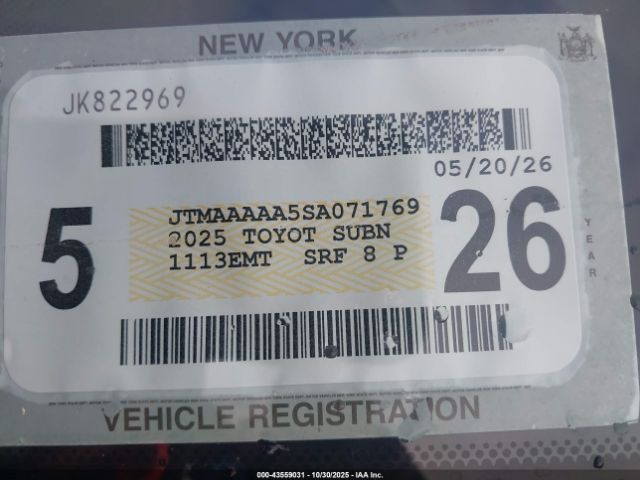 NEW YORK
JK822969
05/20/26
5
JTMAAAAA5SA071769
2025 TOYOT SUBN
1113EMT SRF 8 P
26
YEAR
VEHICLE REGISTRATION
000-43559031 - 10/30/2025 - IAA Inc.